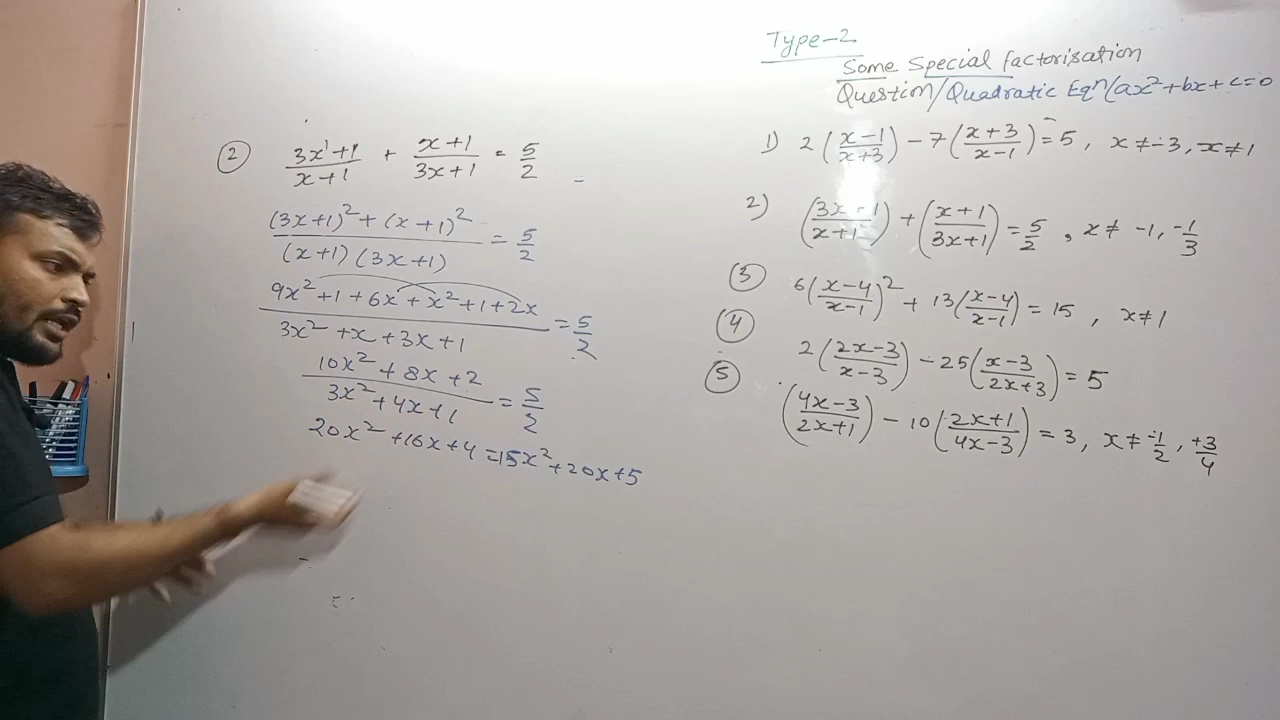 Type-2
Some Special factorisation
Question/Quadratic Eqⁿ(ax²+bx+c=0
② (3x+1)/(x+1) + (x+1)/(3x+1) = 5/2
((3x+1)²+(x+1)²)/((x+1)(3x+1)) = 5/2
(9x²+1+6x+x²+1+2x)/(3x²+x+3x+1) = 5/2
(10x²+8x+2)/(3x²+4x+1) = 5/2
20x²+16x+4=15x²+20x+5
1) 2((x-1)/(x+3)) - 7((x+3)/(x-1)) = 5, x≠-3, x≠1
2) ((3x+1)/(x+1)) + ((x+1)/(3x+1)) = 5/2, x≠ -1, -1/3
③ 6((x-4)/(x-1))² + 13((x-4)/(x-1)) = 15, x≠1
④ 2((2x-3)/(x-3)) - 25((x-3)/(2x+3)) = 5
⑤ ((4x-3)/(2x+1)) - 10((2x+1)/(4x-3)) = 3, x≠ -1/2, +3/4